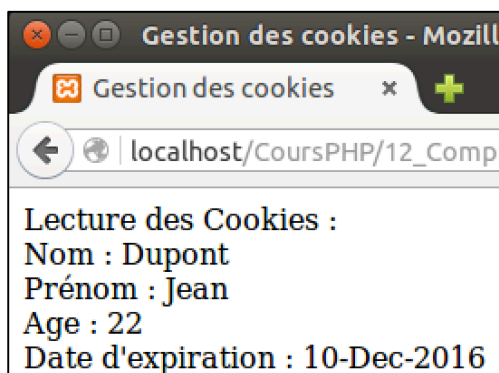 Gestion des cookies - Mozill
Gestion des cookies
localhost/CoursPHP/12_Comp
Lecture des Cookies :
Nom : Dupont
Prénom : Jean
Age : 22
Date d'expiration : 10-Dec-2016